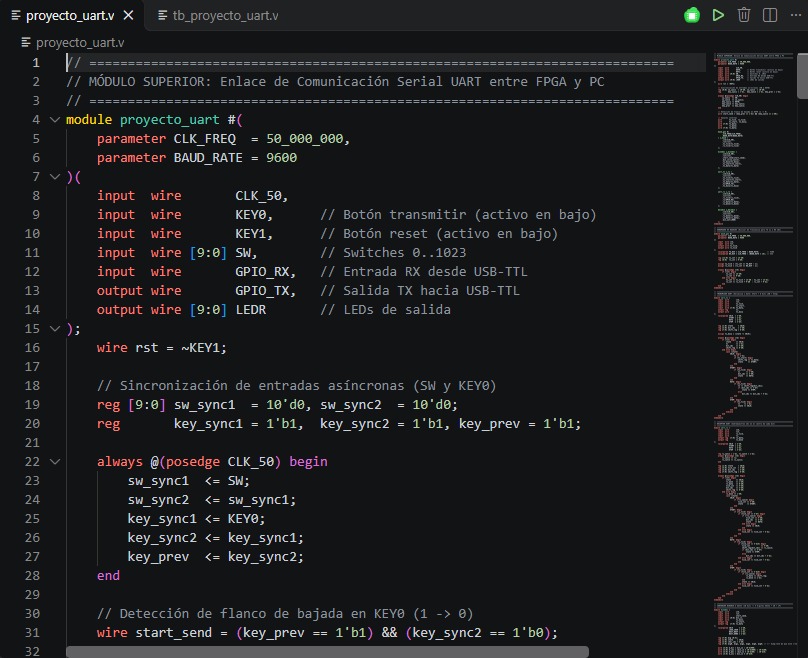 proyecto_uart.v
tb_proyecto_uart.v
proyecto_uart.v
1 // =============================================================================
2 // MÓDULO SUPERIOR: Enlace de Comunicación Serial UART entre FPGA y PC
3 // =============================================================================
4 module proyecto_uart #(
5     parameter CLK_FREQ  = 50_000_000,
6     parameter BAUD_RATE = 9600
7 )(
8     input  wire       CLK_50,
9     input  wire       KEY0,      // Botón transmitir (activo en bajo)
10     input  wire       KEY1,      // Botón reset (activo en bajo)
11     input  wire [9:0] SW,        // Switches 0..1023
12     input  wire       GPIO_RX,   // Entrada RX desde USB-TTL
13     output wire       GPIO_TX,   // Salida TX hacia USB-TTL
14     output wire [9:0] LEDR       // LEDs de salida
15 );
16     wire rst = ~KEY1;
17
18     // Sincronización de entradas asíncronas (SW y KEY0)
19     reg [9:0] sw_sync1  = 10'd0, sw_sync2  = 10'd0;
20     reg       key_sync1 = 1'b1,  key_sync2 = 1'b1, key_prev = 1'b1;
21
22     always @(posedge CLK_50) begin
23         sw_sync1  <= SW;
24         sw_sync2  <= sw_sync1;
25         key_sync1 <= KEY0;
26         key_sync2 <= key_sync1;
27         key_prev  <= key_sync2;
28     end
29
30     // Detección de flanco de bajada en KEY0 (1 -> 0)
31     wire start_send = (key_prev == 1'b1) && (key_sync2 == 1'b0);
32